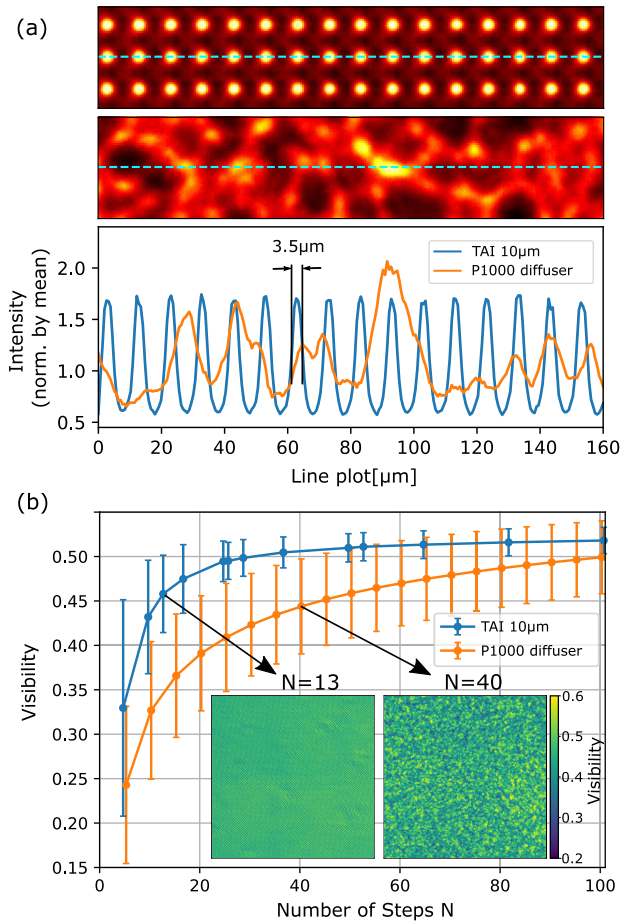 (a)
3.5μm
TAI 10μm
P1000 diffuser
Intensity
(norm. by mean)
2.0
1.5
1.0
0.5
0 20 40 60 80 100 120 140 160
Line plot[μm]
(b)
Visibility
0.50
0.45
0.40
0.35
0.30
0.25
0.20
0.15
TAI 10μm
P1000 diffuser
N=13
N=40
0.6
0.5
0.4
0.3
0.2
Visibility
0 20 40 60 80 100
Number of Steps N